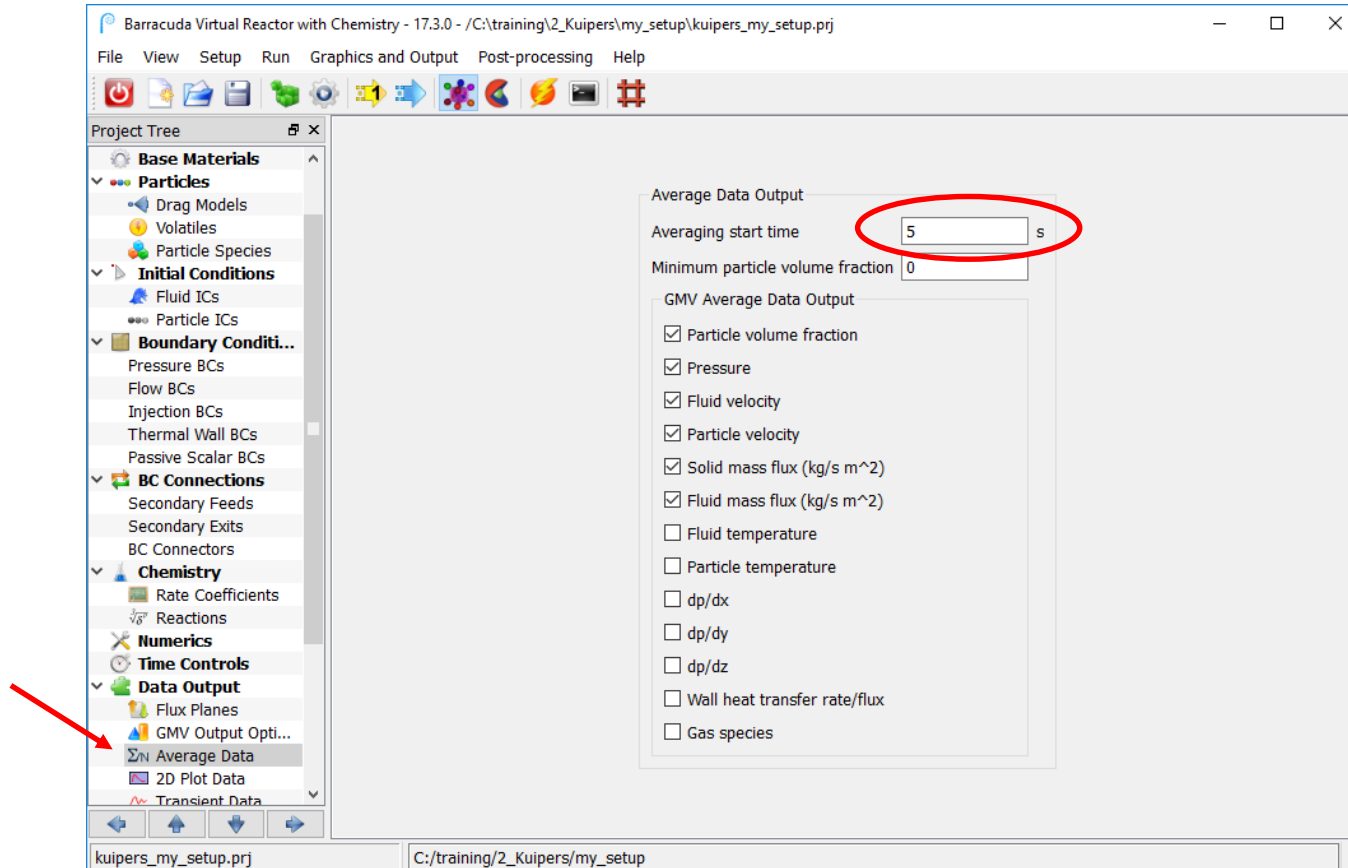 Barracuda Virtual Reactor with Chemistry - 17.3.0 - /C:\training\2_Kuipers\my_setup\kuipers_my_setup.prj
File View Setup Run Graphics and Output Post-processing Help
1
Project Tree
Base Materials
Particles
Drag Models
Volatiles
Particle Species
Initial Conditions
Fluid ICs
Particle ICs
Boundary Conditi...
Pressure BCs
Flow BCs
Injection BCs
Thermal Wall BCs
Passive Scalar BCs
BC Connections
Secondary Feeds
Secondary Exits
BC Connectors
Chemistry
Rate Coefficients
Reactions
Numerics
Time Controls
Data Output
Flux Planes
GMV Output Opti...
Σ/N Average Data
2D Plot Data
Transient Data
Average Data Output
Averaging start time 5 s
Minimum particle volume fraction 0
GMV Average Data Output
Particle volume fraction
Pressure
Fluid velocity
Particle velocity
Solid mass flux (kg/s m^2)
Fluid mass flux (kg/s m^2)
Fluid temperature
Particle temperature
dp/dx
dp/dy
dp/dz
Wall heat transfer rate/flux
Gas species
kuipers_my_setup.prj C:/training/2_Kuipers/my_setup